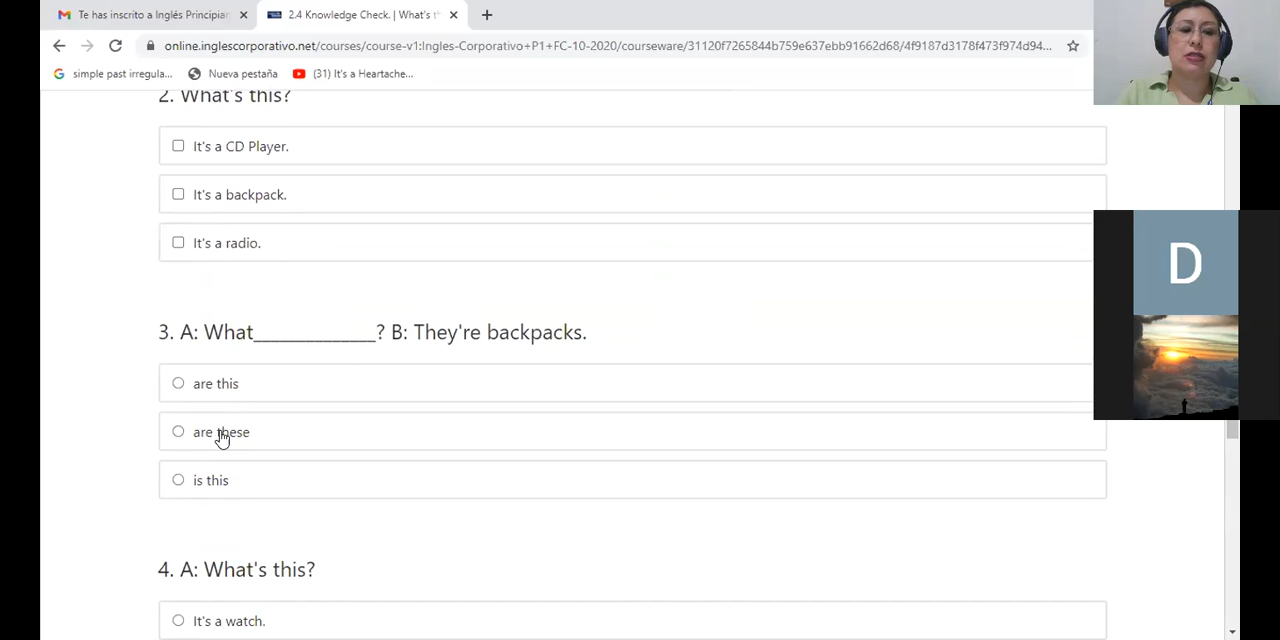 Te has inscrito a Inglés Principian
2.4 Knowledge Check. | What's t
online.inglescorporativo.net/courses/course-v1:Ingles-Corporativo+P1+FC-10-2020/courseware/31120f7265844b759e637ebb91662d68/4f9187d3178f473f974d94...
simple past irregula...
Nueva pestaña
(31) It's a Heartache...
2. What's this?
It's a CD Player.
It's a backpack.
It's a radio.
3. A: What______________? B: They're backpacks.
are this
are these
is this
4. A: What's this?
It's a watch.
D